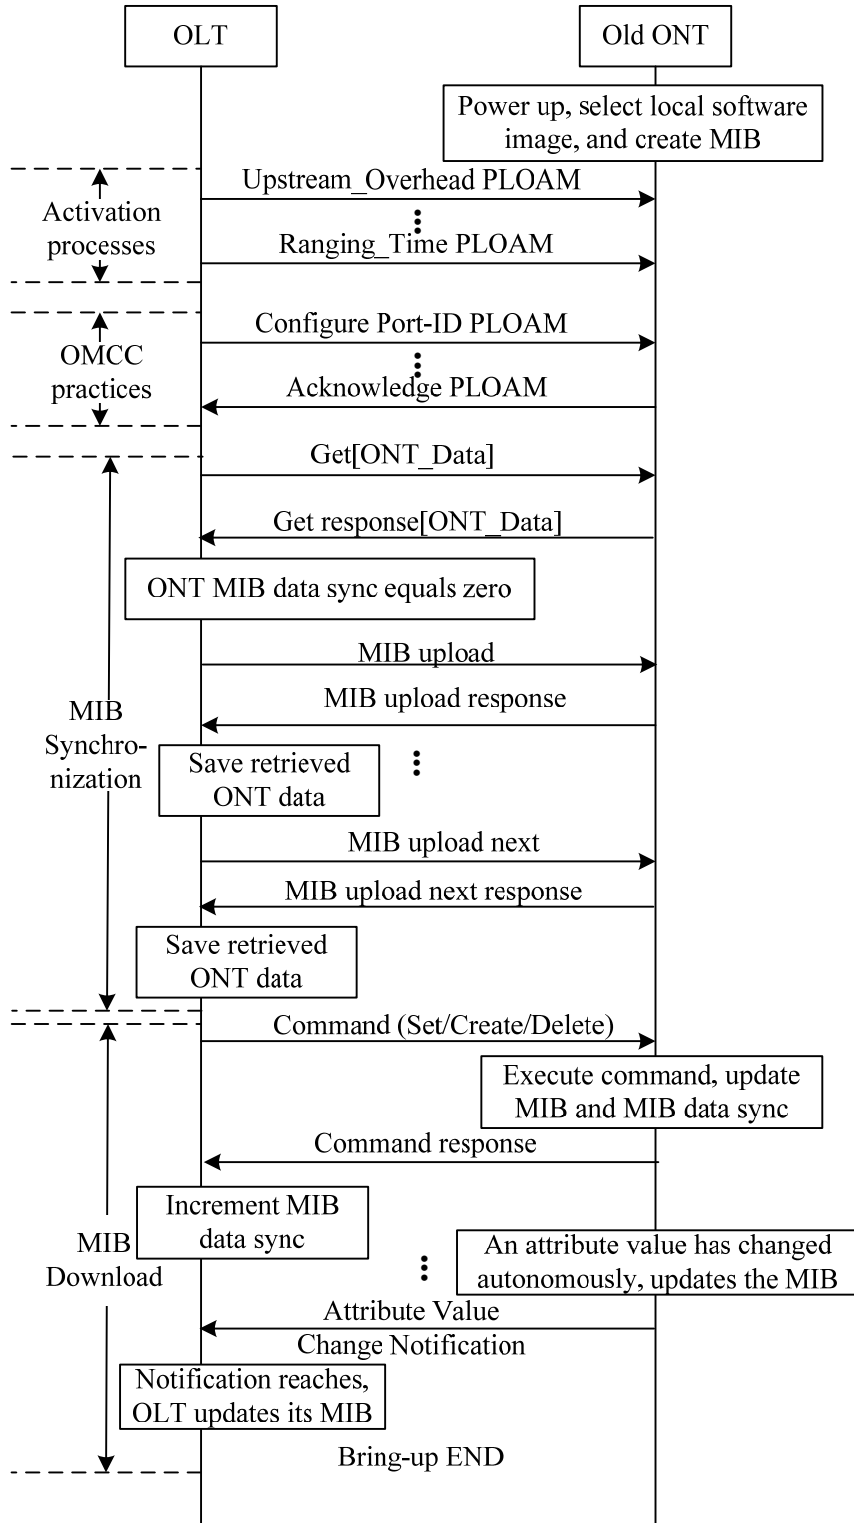 OLT
Old ONT
Power up, select local software
image, and create MIB
Upstream_Overhead PLOAM
Activation
processes
Ranging_Time PLOAM
Configure Port-ID PLOAM
OMCC
practices
Acknowledge PLOAM
Get[ONT_Data]
Get response[ONT_Data]
ONT MIB data sync equals zero
MIB upload
MIB upload response
MIB
Synchro-
nization
Save retrieved
ONT data
MIB upload next
MIB upload next response
Save retrieved
ONT data
Command (Set/Create/Delete)
Execute command, update
MIB and MIB data sync
Command response
Increment MIB
data sync
MIB
Download
An attribute value has changed
autonomously, updates the MIB
Attribute Value
Change Notification
Notification reaches,
OLT updates its MIB
Bring-up END